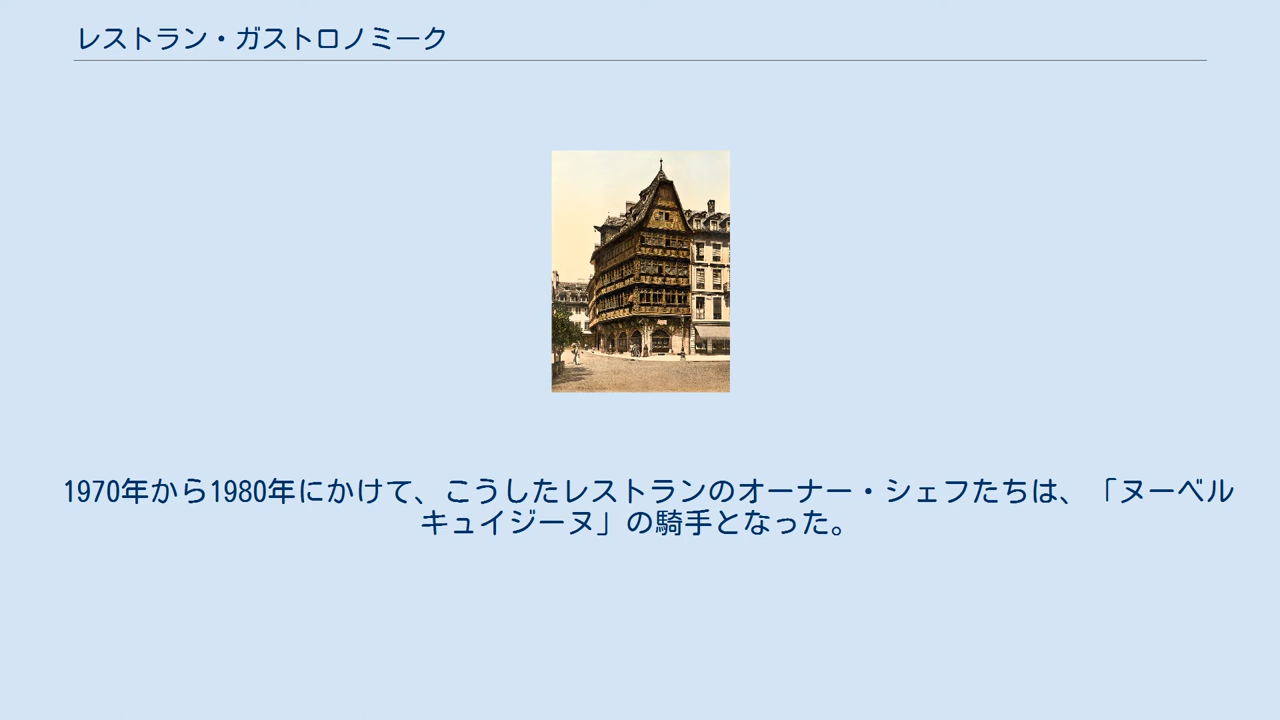 レストラン・ガストロノミーク
1970年から1980年にかけて、こうしたレストランのオーナー・シェフたちは、「ヌーベル
キュイジーヌ」の騎手となった。